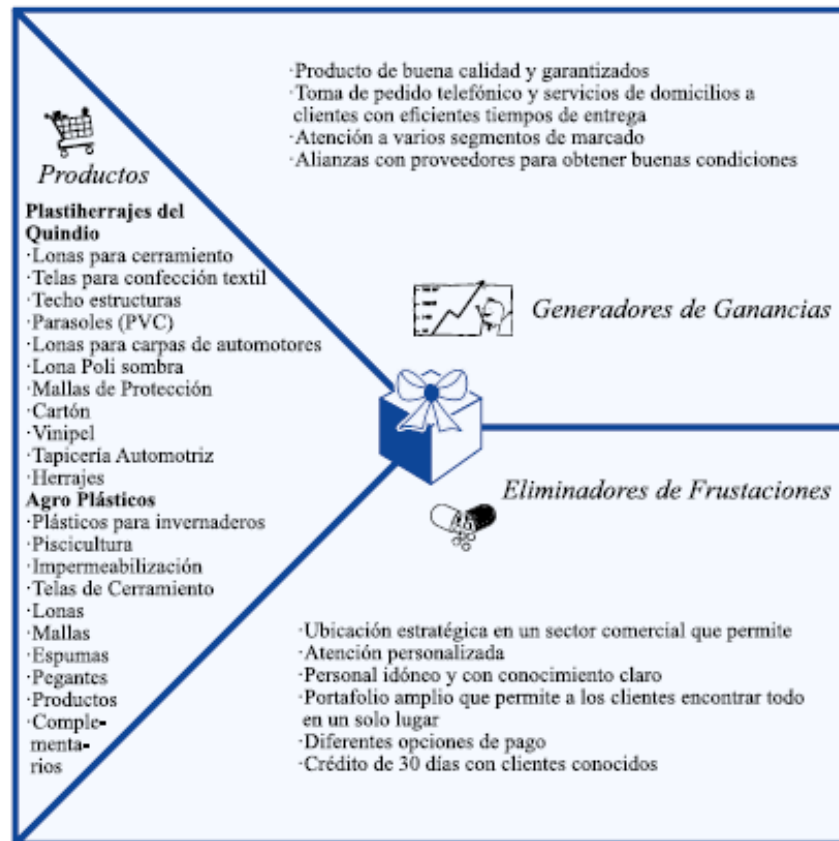 ·Producto de buena calidad y garantizados
·Toma de pedido telefónico y servicios de domicilios a
clientes con eficientes tiempos de entrega
·Atención a varios segmentos de marcado
·Alianzas con proveedores para obtener buenas condiciones
Productos
Plastiherrajes del
Quindio
·Lonas para cerramiento
·Telas para confección textil
·Techo estructuras
·Parasoles (PVC)
·Lonas para carpas de automotores
·Lona Poli sombra
·Mallas de Protección
·Cartón
·Vinipel
·Tapicería Automotriz
·Herrajes
Agro Plásticos
·Plásticos para invernaderos
·Piscicultura
·Impermeabilización
·Telas de Cerramiento
·Lonas
·Mallas
·Espumas
·Pegantes
·Productos
·Comple-
menta-
rios
Generadores de Ganancias
Eliminadores de Frustaciones
·Ubicación estratégica en un sector comercial que permite
·Atención personalizada
·Personal idóneo y con conocimiento claro
·Portafolio amplio que permite a los clientes encontrar todo
en un solo lugar
·Diferentes opciones de pago
·Crédito de 30 días con clientes conocidos